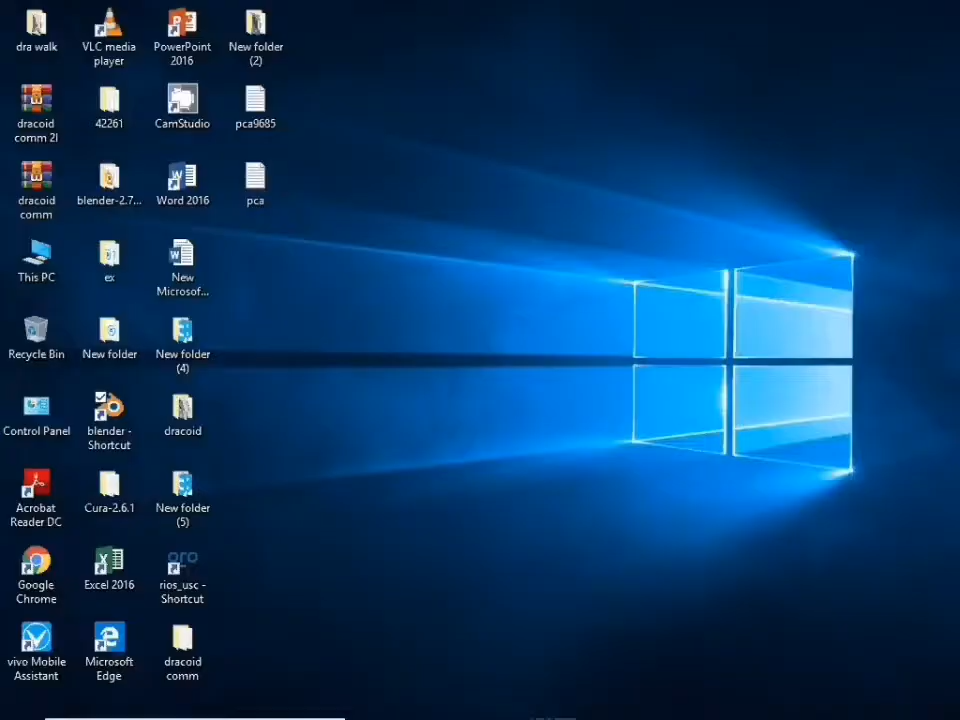 dra walk
VLC media
player
PowerPoint
2016
New folder
(2)
dracoid
comm 2l
42261
CamStudio
pca9685
dracoid
comm
blender-2.7...
Word 2016
pca
This PC
ex
New
Microsof...
Recycle Bin
New folder
New folder
(4)
Control Panel
blender -
Shortcut
dracoid
Acrobat
Reader DC
Cura-2.6.1
New folder
(5)
Google
Chrome
Excel 2016
rios_usc -
Shortcut
vivo Mobile
Assistant
Microsoft
Edge
dracoid
comm